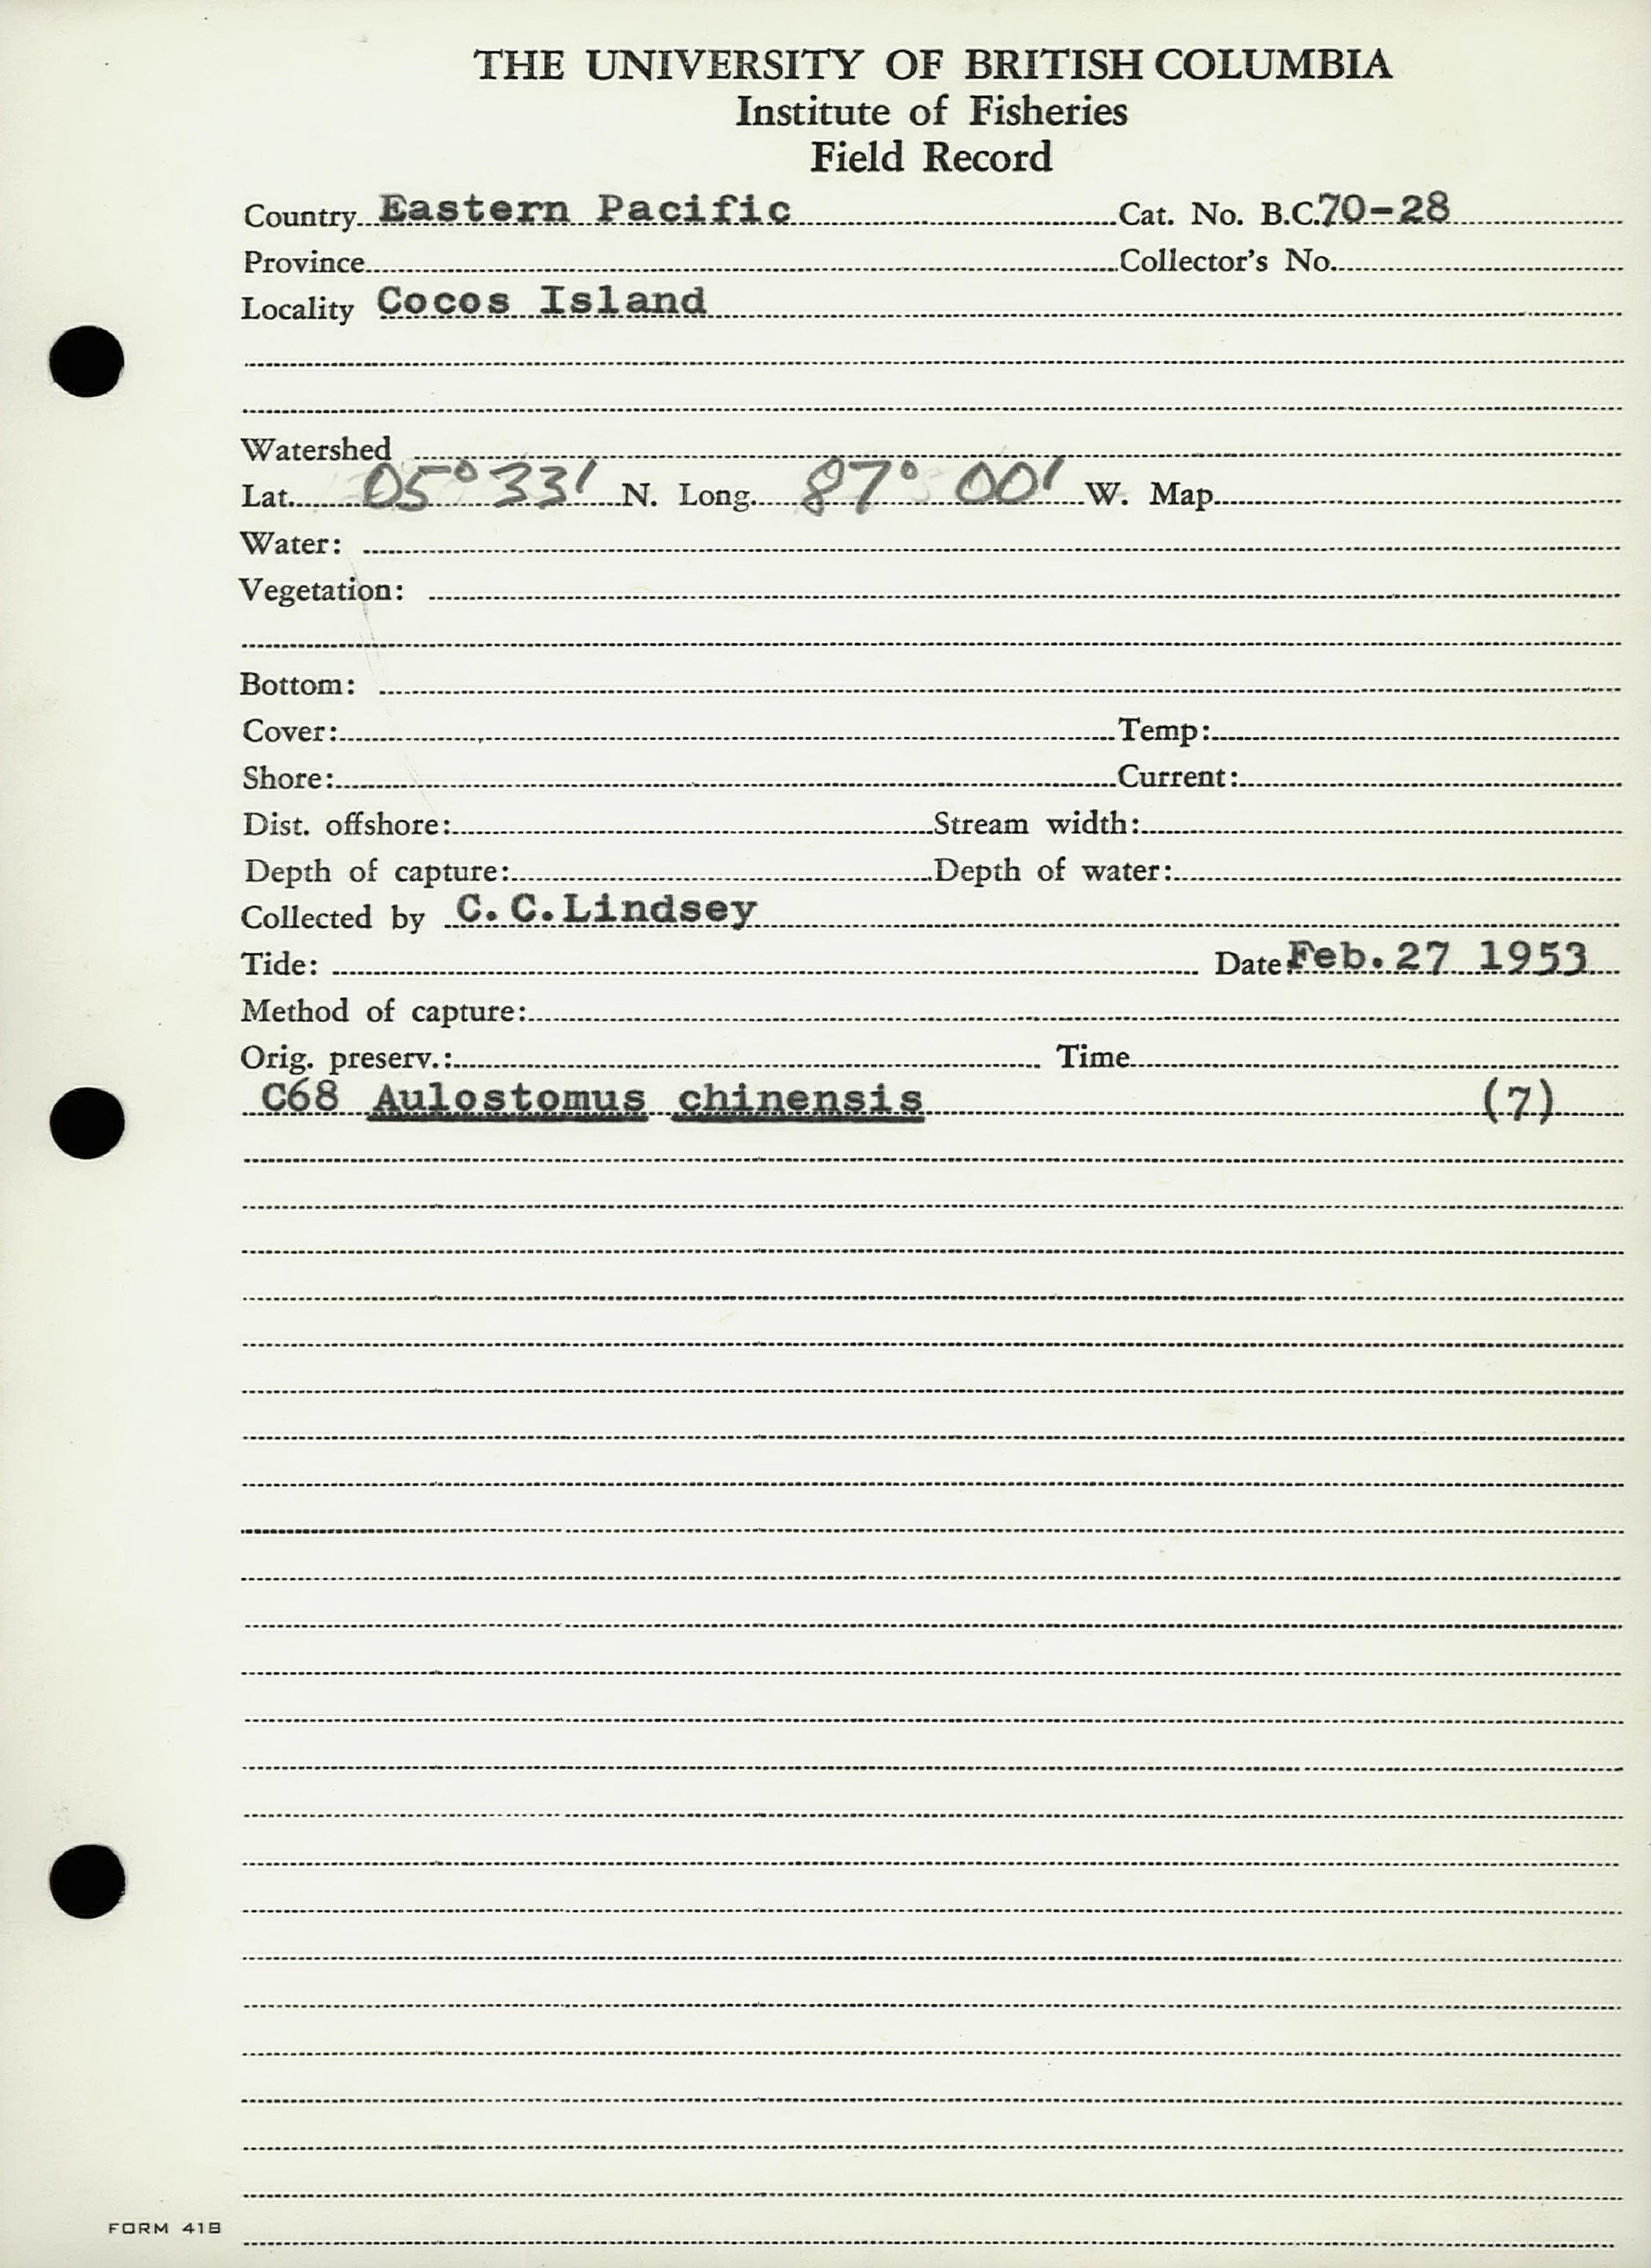 THE UNIVERSITY OF BRITISH COLUMBIA
Institute of Fisheries
Field Record
Country Eastern Pacific Cat. No. B.C. 70-28
Province Collector's No.
Locality Cocos Island
Watershed
Lat. 05° 33' N. Long. 87° 00' W. Map
Water:
Vegetation:
Bottom:
Cover: Temp:
Shore: Current:
Dist. offshore: Stream width:
Depth of capture: Depth of water:
Collected by C.C.Lindsey
Tide: Date Feb. 27 1953
Method of capture:
Orig. preserv.: Time
C68 Aulostomus chinensis (7)
FORM 41B